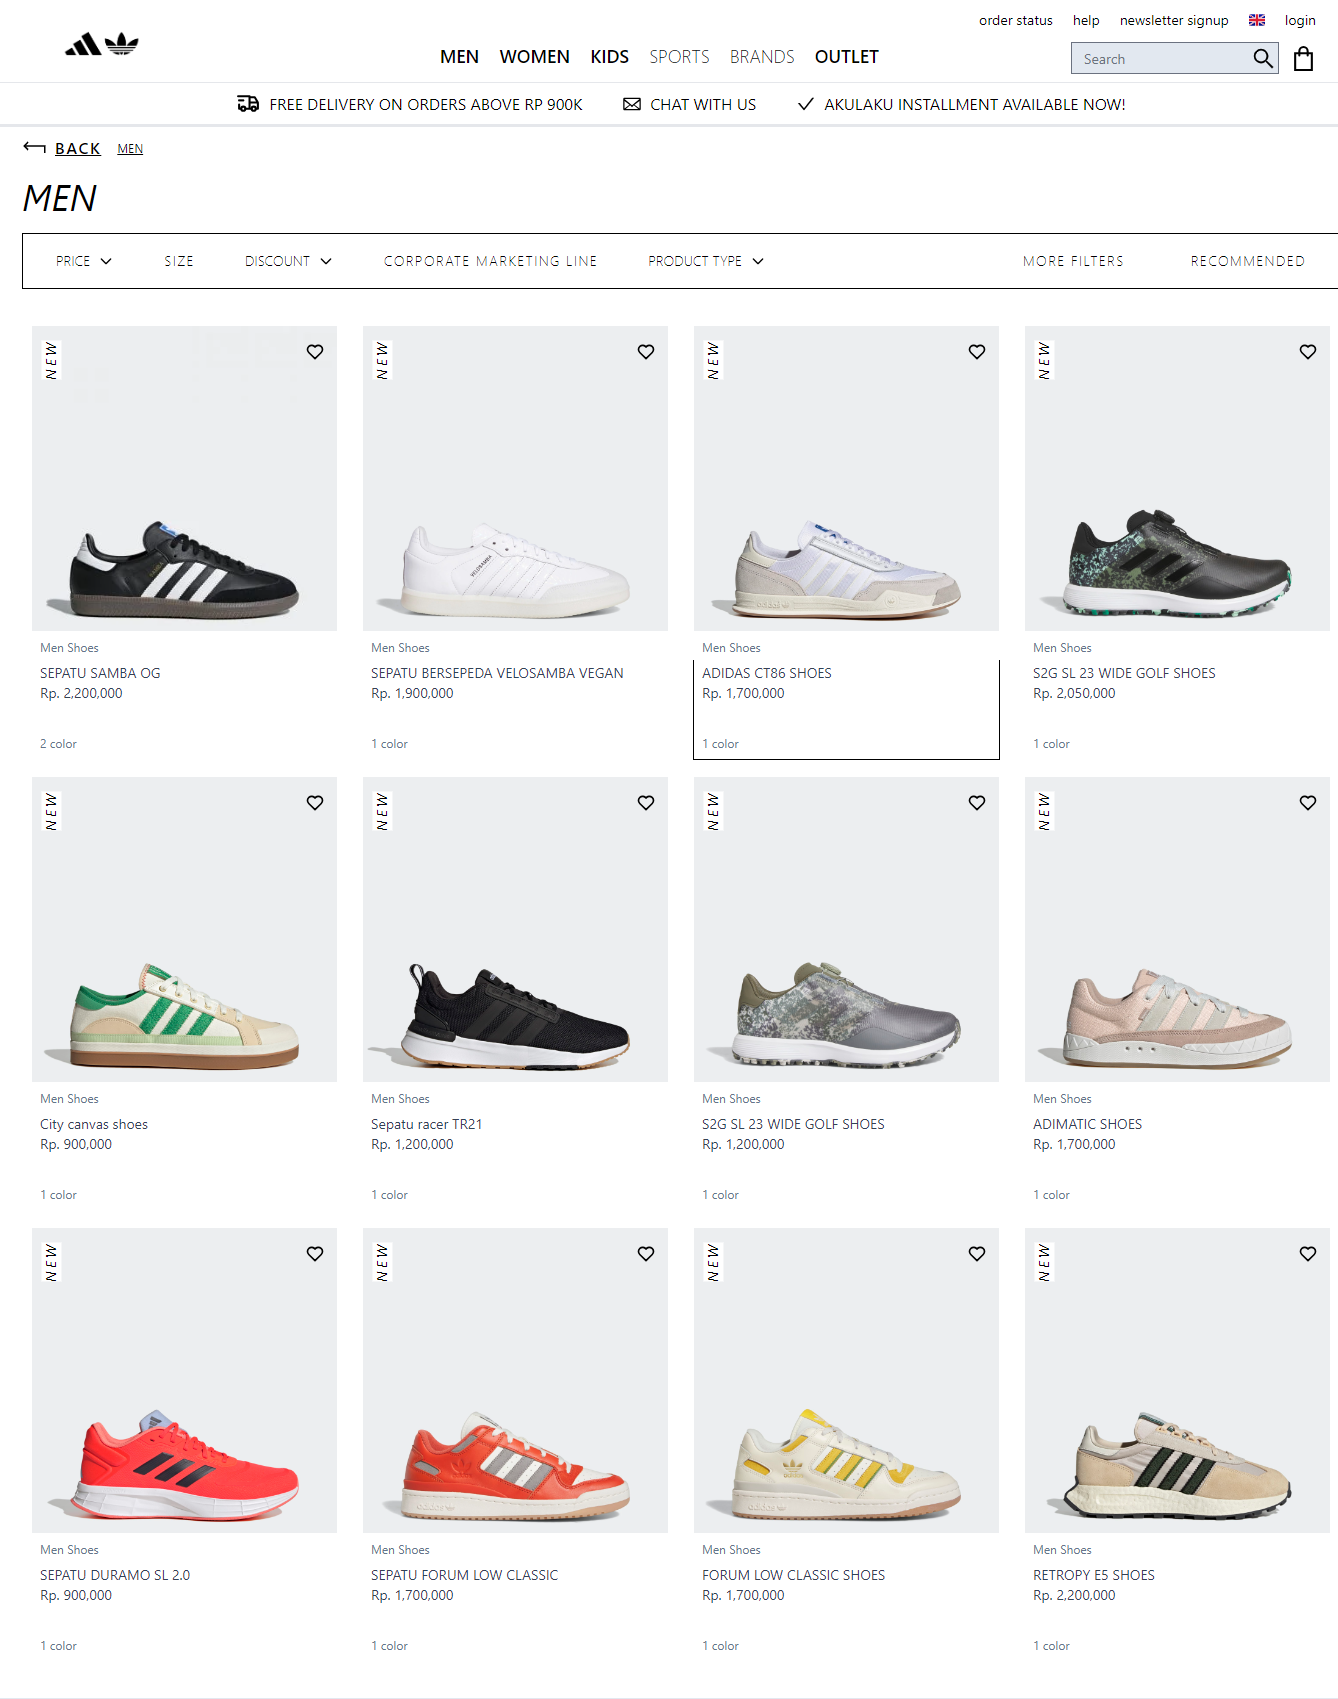 order status help newsletter signup login
MEN WOMEN KIDS SPORTS BRANDS OUTLET Search
FREE DELIVERY ON ORDERS ABOVE RP 900K CHAT WITH US AKULAKU INSTALLMENT AVAILABLE NOW!
BACK MEN
MEN
PRICE SIZE DISCOUNT CORPORATE MARKETING LINE PRODUCT TYPE MORE FILTERS RECOMMENDED
NEW NEW NEW NEW
Men Shoes Men Shoes Men Shoes Men Shoes
SEPATU SAMBA OG SEPATU BERSEPEDA VELOSAMBA VEGAN ADIDAS CT86 SHOES S2G SL 23 WIDE GOLF SHOES
Rp. 2,200,000 Rp. 1,900,000 Rp. 1,700,000 Rp. 2,050,000
2 color 1 color 1 color 1 color
NEW NEW NEW NEW
Men Shoes Men Shoes Men Shoes Men Shoes
City canvas shoes Sepatu racer TR21 S2G SL 23 WIDE GOLF SHOES ADIMATIC SHOES
Rp. 900,000 Rp. 1,200,000 Rp. 1,200,000 Rp. 1,700,000
1 color 1 color 1 color 1 color
NEW NEW NEW NEW
Men Shoes Men Shoes Men Shoes Men Shoes
SEPATU DURAMO SL 2.0 SEPATU FORUM LOW CLASSIC FORUM LOW CLASSIC SHOES RETROPY E5 SHOES
Rp. 900,000 Rp. 1,700,000 Rp. 1,700,000 Rp. 2,200,000
1 color 1 color 1 color 1 color